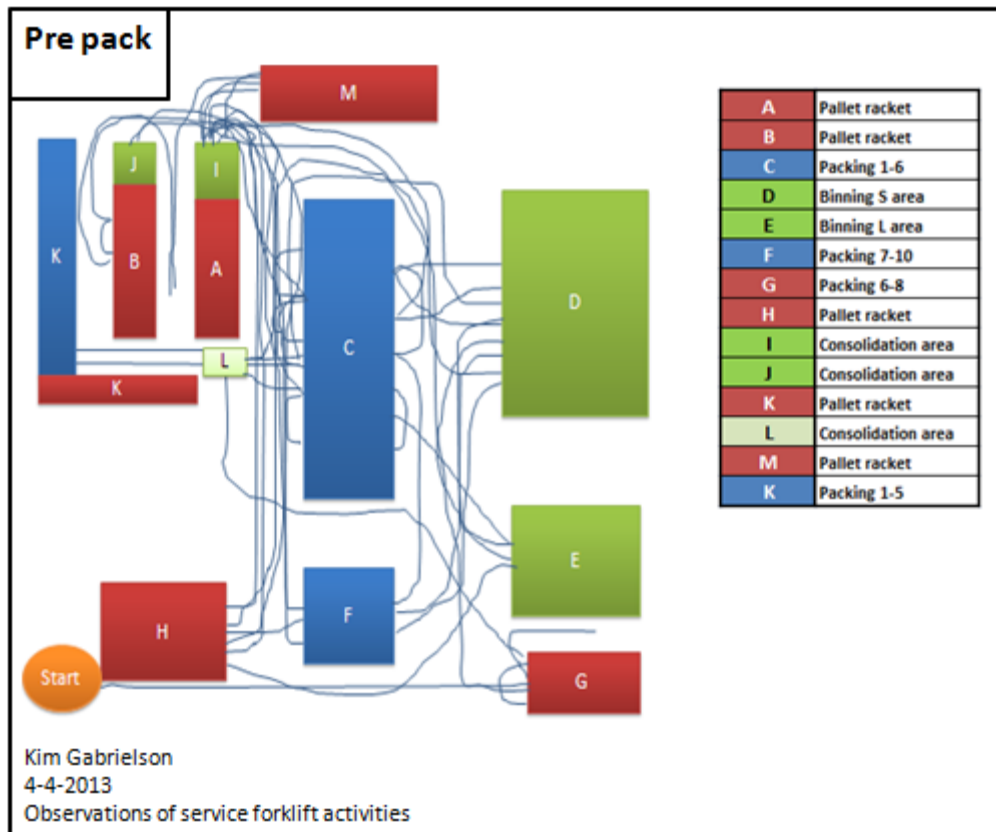 Pre pack
M
J
I
K
B
A
D
C
L
K
E
H
F
Start
G
A Pallet racket
B Pallet racket
C Packing 1-6
D Binning S area
E Binning L area
F Packing 7-10
G Packing 6-8
H Pallet racket
I Consolidation area
J Consolidation area
K Pallet racket
L Consolidation area
M Pallet racket
K Packing 1-5
Kim Gabrielson
4-4-2013
Observations of service forklift activities